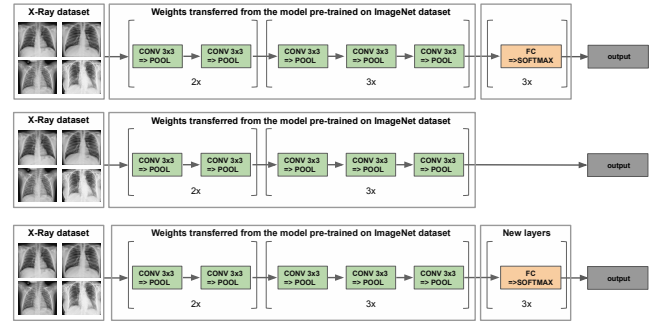 X-Ray dataset
Weights transferred from the model pre-trained on ImageNet dataset
CONV 3x3
=> POOL
CONV 3x3
=> POOL
2x
CONV 3x3
=> POOL
CONV 3x3
=> POOL
CONV 3x3
=> POOL
3x
FC
=>SOFTMAX
3x
output
X-Ray dataset
Weights transferred from the model pre-trained on ImageNet dataset
CONV 3x3
=> POOL
CONV 3x3
=> POOL
2x
CONV 3x3
=> POOL
CONV 3x3
=> POOL
CONV 3x3
=> POOL
3x
output
X-Ray dataset
Weights transferred from the model pre-trained on ImageNet dataset
New layers
CONV 3x3
=> POOL
CONV 3x3
=> POOL
2x
CONV 3x3
=> POOL
CONV 3x3
=> POOL
CONV 3x3
=> POOL
3x
FC
=>SOFTMAX
3x
output